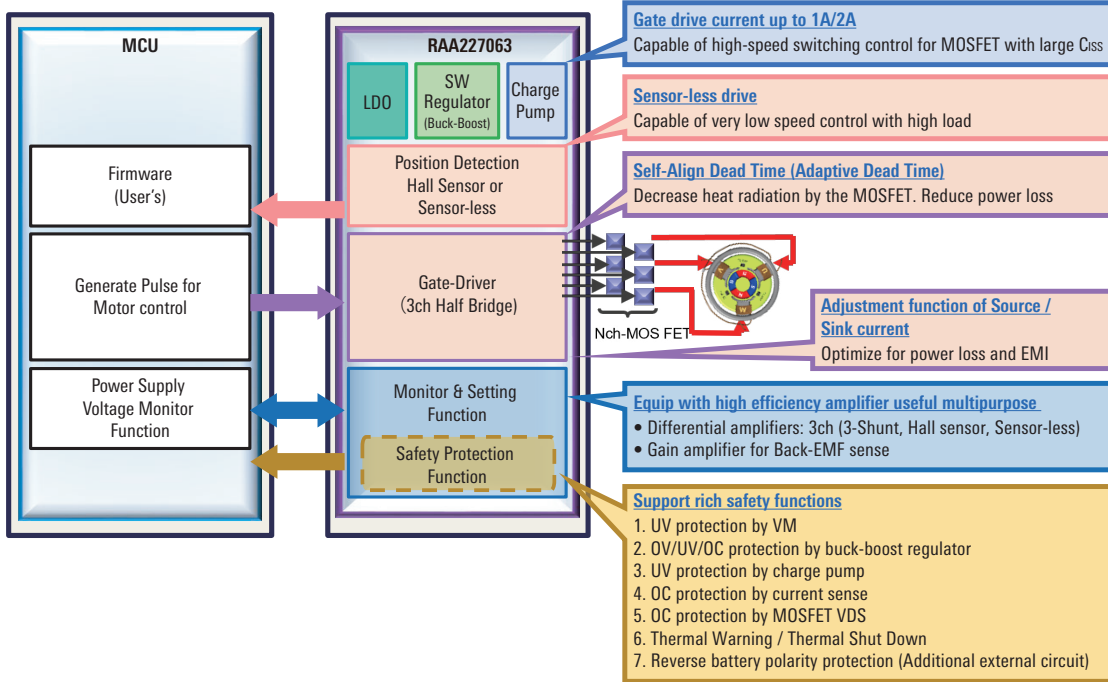 MCU
Firmware
(User's)
Generate Pulse for
Motor control
Power Supply
Voltage Monitor
Function
RAA227063
LDO
SW
Regulator
(Buck-Boost)
Charge
Pump
Position Detection
Hall Sensor or
Sensor-less
Gate-Driver
(3ch Half Bridge)
Monitor & Setting
Function
Safety Protection
Function
Nch-MOS FET
Gate drive current up to 1A/2A
Capable of high-speed switching control for MOSFET with large CISS
Sensor-less drive
Capable of very low speed control with high load
Self-Align Dead Time (Adaptive Dead Time)
Decrease heat radiation by the MOSFET. Reduce power loss
Adjustment function of Source /
Sink current
Optimize for power loss and EMI
Equip with high efficiency amplifier useful multipurpose
• Differential amplifiers: 3ch (3-Shunt, Hall sensor, Sensor-less)
• Gain amplifier for Back-EMF sense
Support rich safety functions
1. UV protection by VM
2. OV/UV/OC protection by buck-boost regulator
3. UV protection by charge pump
4. OC protection by current sense
5. OC protection by MOSFET VDS
6. Thermal Warning / Thermal Shut Down
7. Reverse battery polarity protection (Additional external circuit)